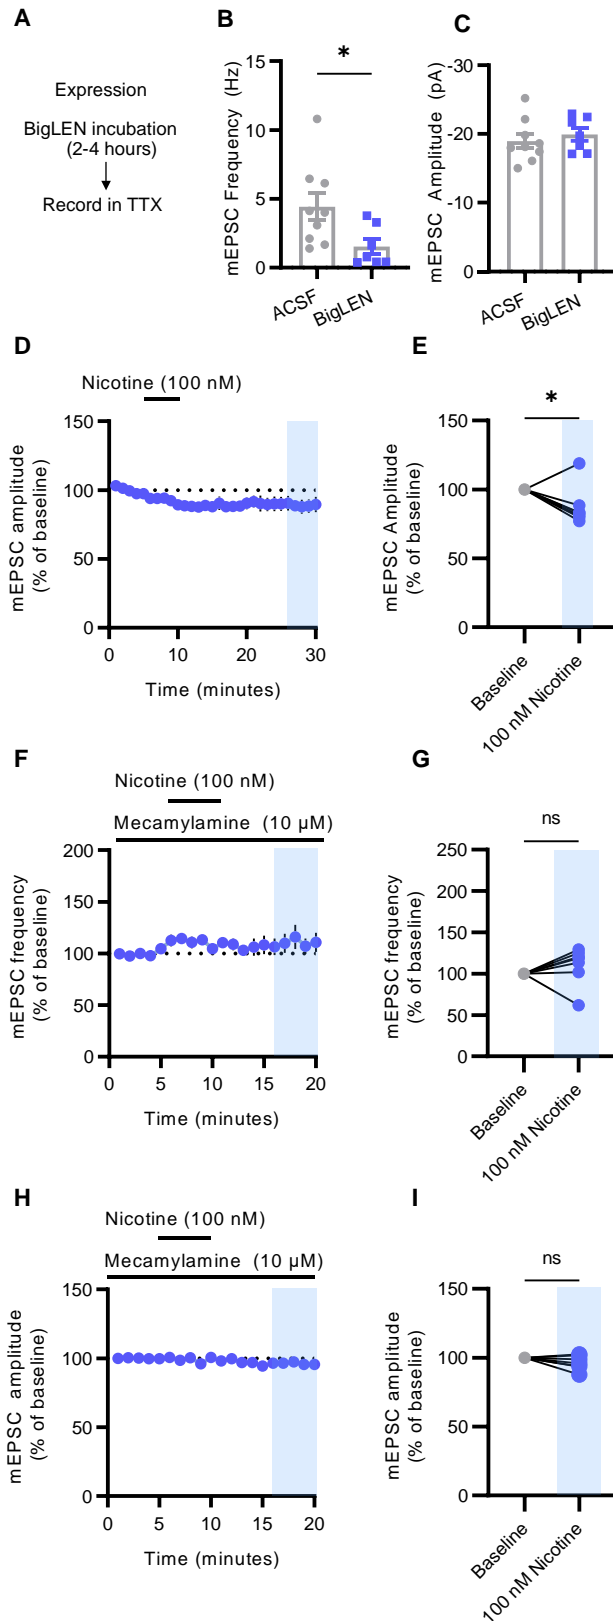 A
Expression
BigLEN incubation
(2-4 hours)
Record in TTX
B
mEPSC Frequency (Hz)
15
10
5
0
*
ACSF
BigLEN
C
mEPSC Amplitude (pA)
-30
-20
-10
0
ACSF
BigLEN
D
Nicotine (100 nM)
mEPSC amplitude
(% of baseline)
150
100
50
0
0
10
20
30
Time (minutes)
E
*
mEPSC Amplitude
(% of baseline)
150
100
50
0
Baseline
100 nM Nicotine
F
Nicotine (100 nM)
Mecamylamine (10 µM)
mEPSC frequency
(% of baseline)
200
150
100
50
0
0
5
10
15
20
Time (minutes)
G
ns
mEPSC frequency
(% of baseline)
250
200
150
100
50
0
Baseline
100 nM Nicotine
H
Nicotine (100 nM)
Mecamylamine (10 µM)
mEPSC amplitude
(% of baseline)
150
100
50
0
0
5
10
15
20
Time (minutes)
I
ns
mEPSC amplitude
(% of baseline)
150
100
50
0
Baseline
100 nM Nicotine